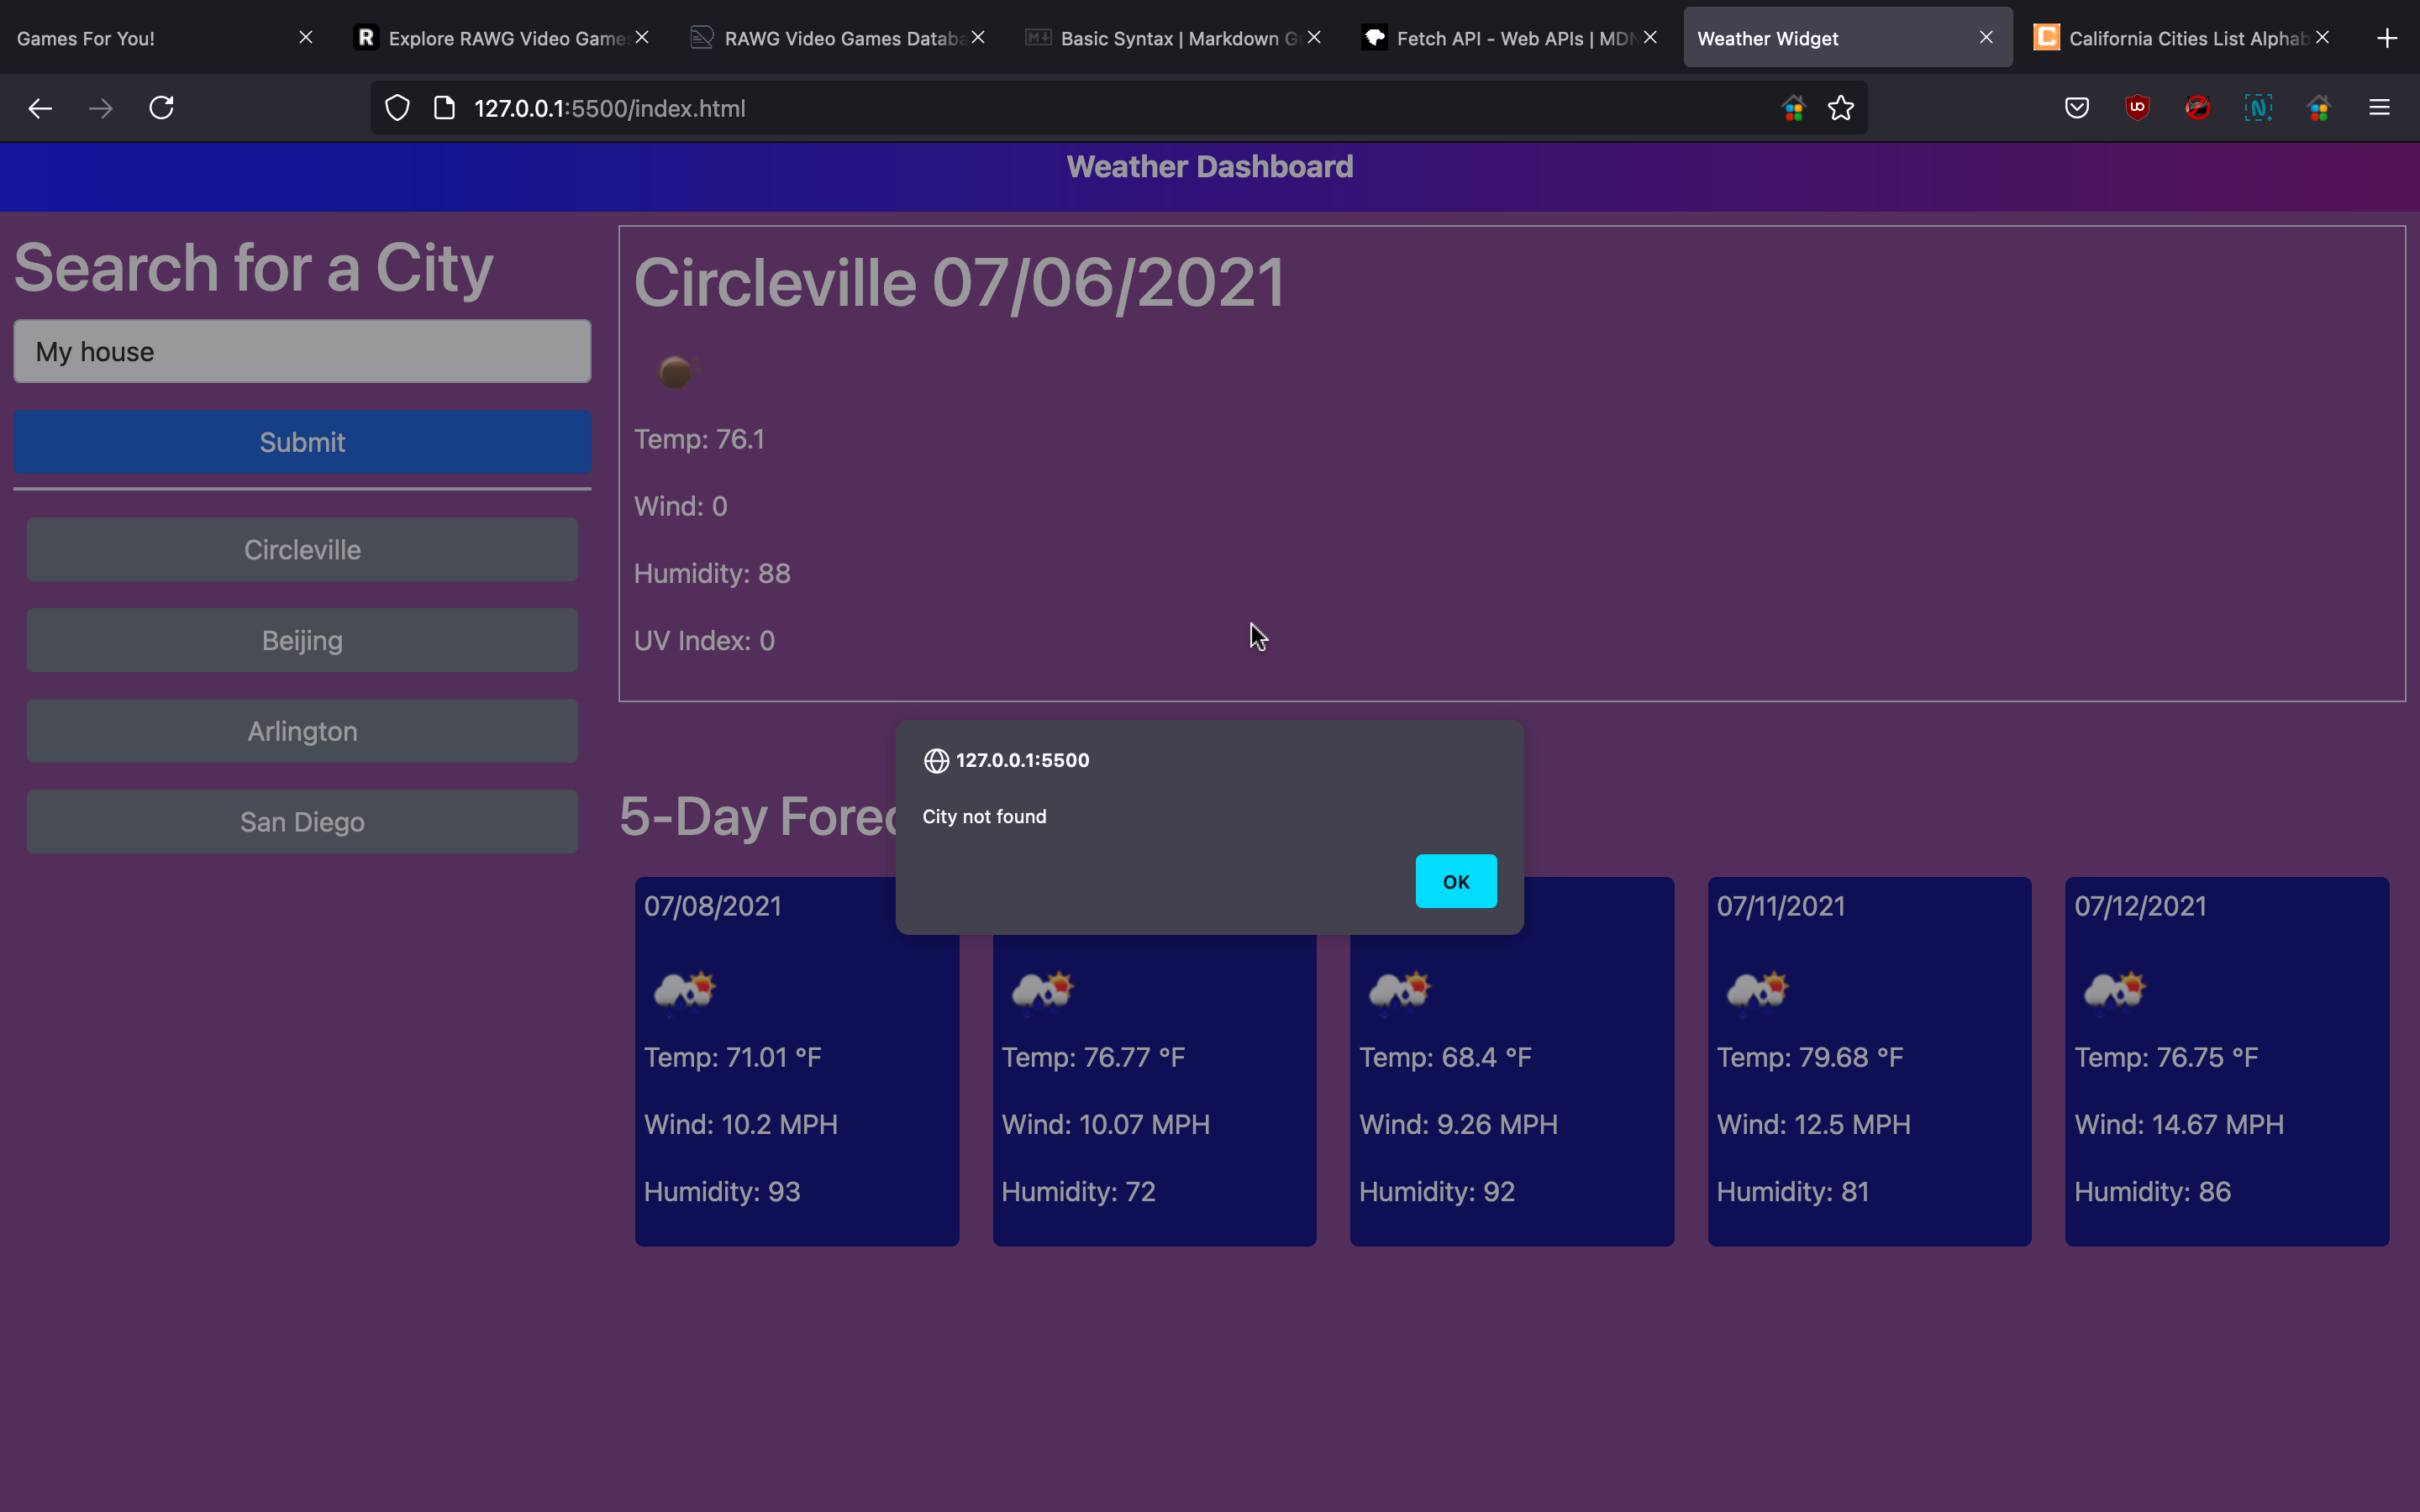 Games For You!
Explore RAWG Video Game
RAWG Video Games Databa
Basic Syntax | Markdown G
Fetch API - Web APIs | MDN
Weather Widget
California Cities List Alphab
127.0.0.1:5500/index.html
Weather Dashboard
Search for a City
My house
Submit
Circleville
Beijing
Arlington
San Diego
Circleville 07/06/2021
Temp: 76.1
Wind: 0
Humidity: 88
UV Index: 0
127.0.0.1:5500
City not found
OK
5-Day Forec
07/08/2021
Temp: 71.01 °F
Wind: 10.2 MPH
Humidity: 93
Temp: 76.77 °F
Wind: 10.07 MPH
Humidity: 72
Temp: 68.4 °F
Wind: 9.26 MPH
Humidity: 92
07/11/2021
Temp: 79.68 °F
Wind: 12.5 MPH
Humidity: 81
07/12/2021
Temp: 76.75 °F
Wind: 14.67 MPH
Humidity: 86